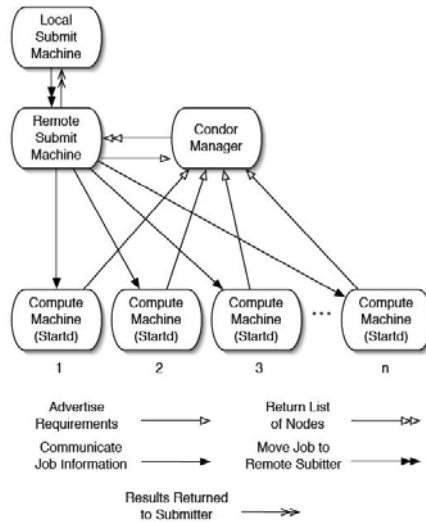 Local
Submit
Machine
Remote
Submit
Machine
Condor
Manager
Compute
Machine
(Startd)
Compute
Machine
(Startd)
Compute
Machine
(Startd)
...
Compute
Machine
(Startd)
1
2
3
n
Advertise
Requirements
Return List
of Nodes
Communicate
Job Information
Move Job to
Remote Subitter
Results Returned
to Submitter